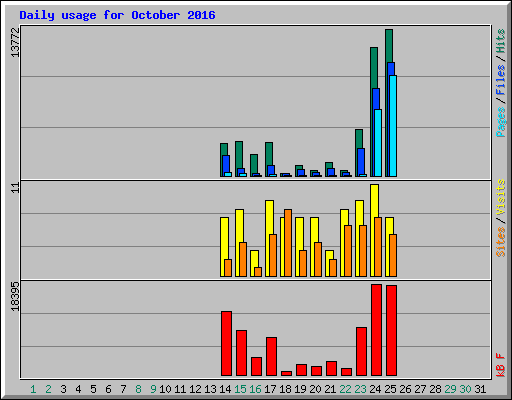 Daily usage for October 2016
13772
11
18395
Pages / Files / Hits
Sites / Visits
kB F
1 2 3 4 5 6 7 8 9 10 11 12 13 14 15 16 17 18 19 20 21 22 23 24 25 26 27 28 29 30 31